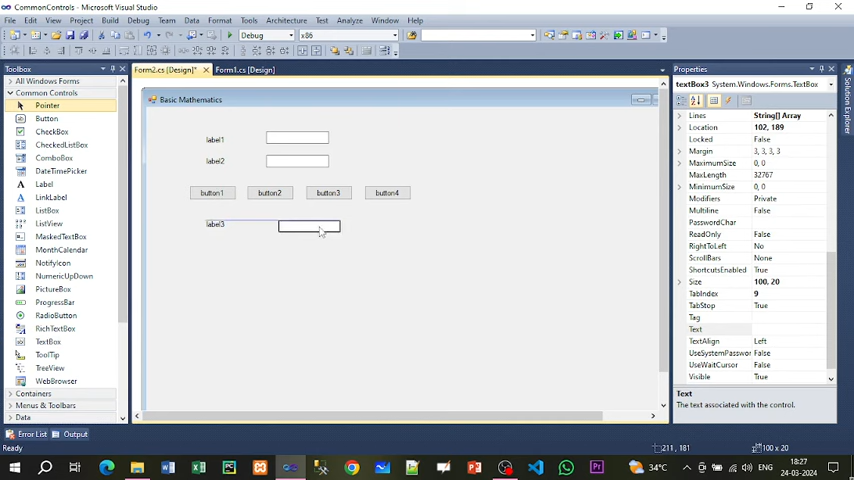 CommonControls - Microsoft Visual Studio
File Edit View Project Build Debug Team Data Format Tools Architecture Test Analyze Window Help
Debug x86
Toolbox
Form2.cs [Design]* Form1.cs [Design]
Properties
Solution Explorer
All Windows Forms
Common Controls
Pointer
Button
CheckBox
CheckedListBox
ComboBox
DateTimePicker
Label
LinkLabel
ListBox
ListView
MaskedTextBox
MonthCalendar
NotifyIcon
NumericUpDown
PictureBox
ProgressBar
RadioButton
RichTextBox
TextBox
ToolTip
TreeView
WebBrowser
Containers
Menus & Toolbars
Data
Basic Mathematics
label1
label2
button1 button2 button3 button4
label3
textBox3 System.Windows.Forms.TextBox
Lines String[] Array
Location 102, 189
Locked False
Margin 3, 3, 3, 3
MaximumSize 0, 0
MaxLength 32767
MinimumSize 0, 0
Modifiers Private
Multiline False
PasswordChar
ReadOnly False
RightToLeft No
ScrollBars None
ShortcutsEnabled True
Size 100, 20
TabIndex 9
TabStop True
Tag
Text
TextAlign Left
UseSystemPasswor False
UseWaitCursor False
Visible True
Text
The text associated with the control.
Error List Output
Ready 211, 181 100 x 20
34°C ENG 18:27 24-03-2024